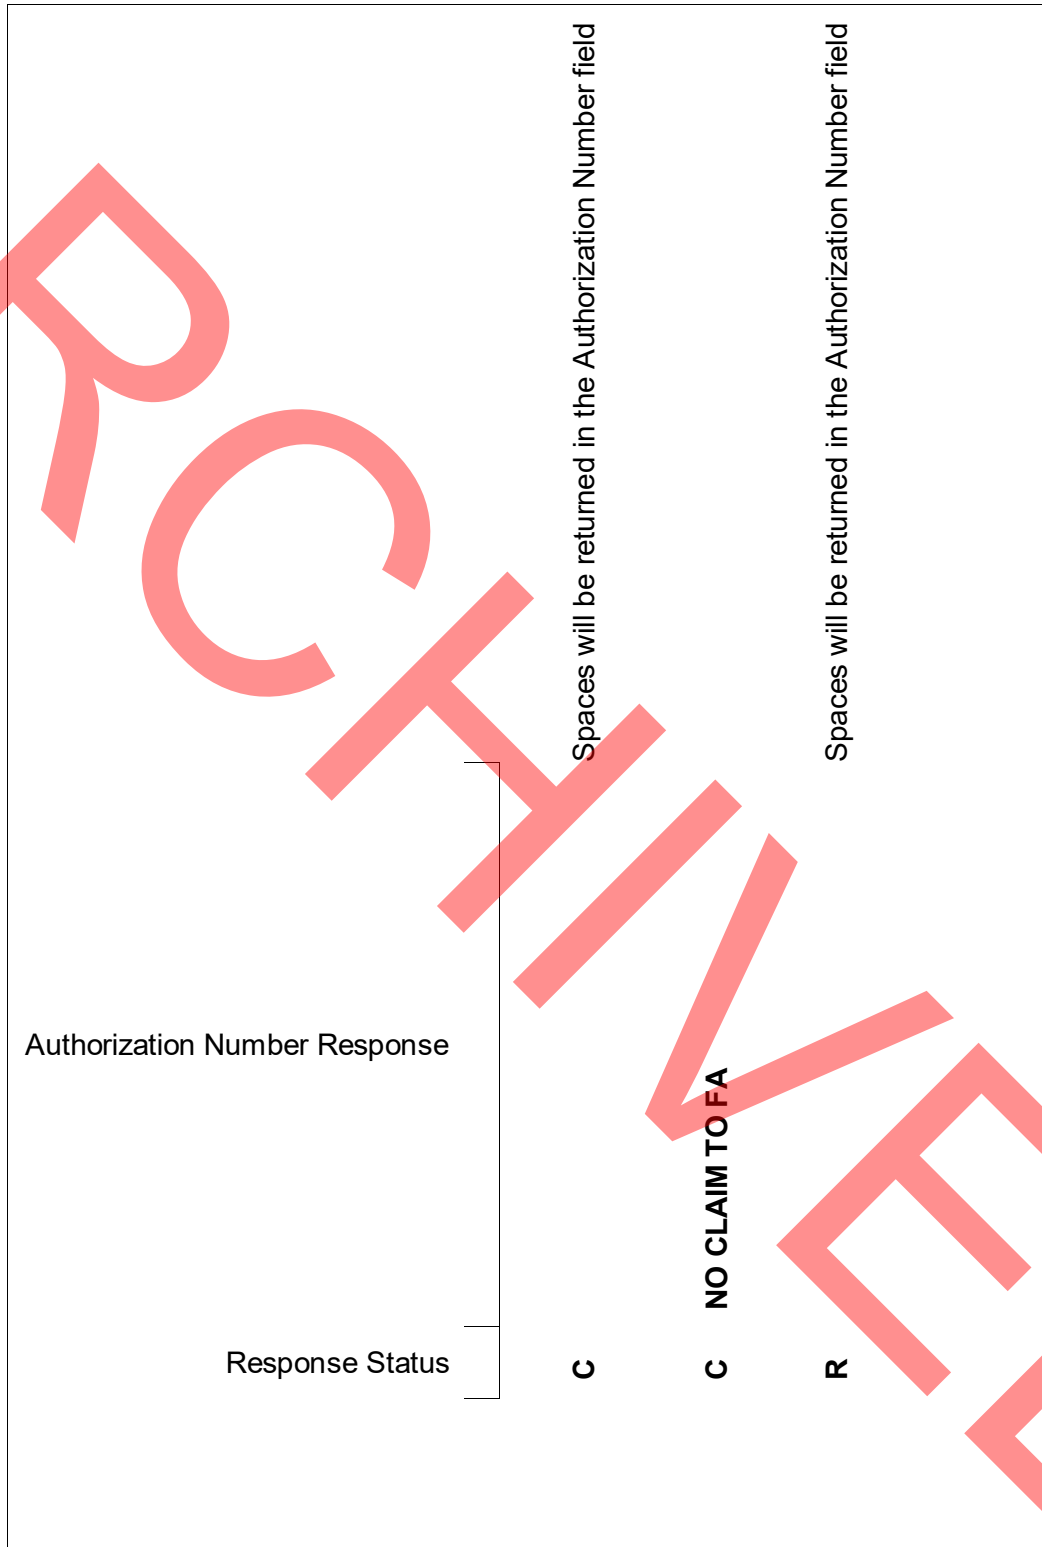 Authorization Number Response
Response Status
C Spaces will be returned in the Authorization Number field
C NO CLAIM TO FA
R Spaces will be returned in the Authorization Number field
RCHIVE